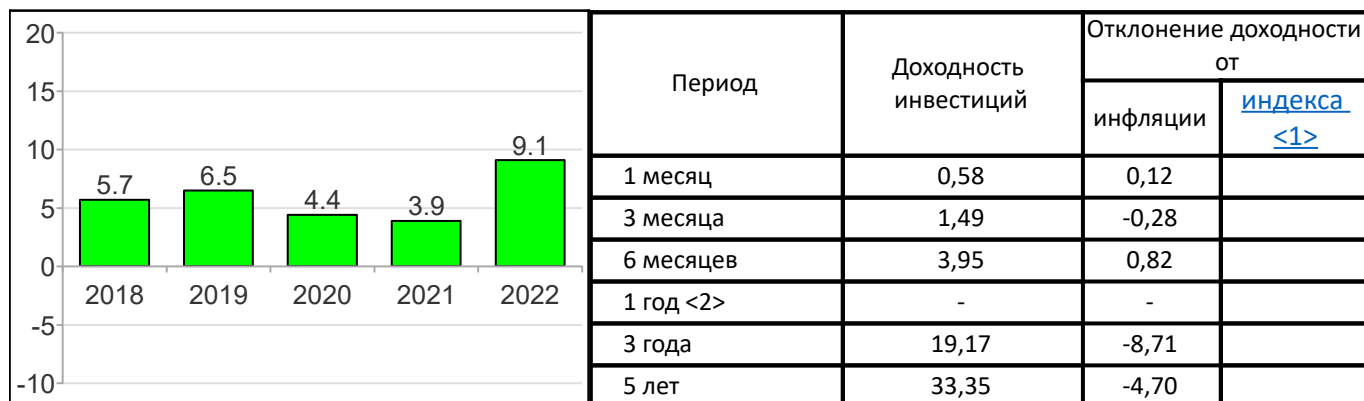 20
15
10
5
0
-5
-10
5.7
6.5
4.4
3.9
9.1
2018 2019 2020 2021 2022
Период
Доходность
инвестиций
Отклонение доходности
от
инфляции
индекса
<1>
1 месяц 0,58 0,12
3 месяца 1,49 -0,28
6 месяцев 3,95 0,82
1 год <2> - -
3 года 19,17 -8,71
5 лет 33,35 -4,70